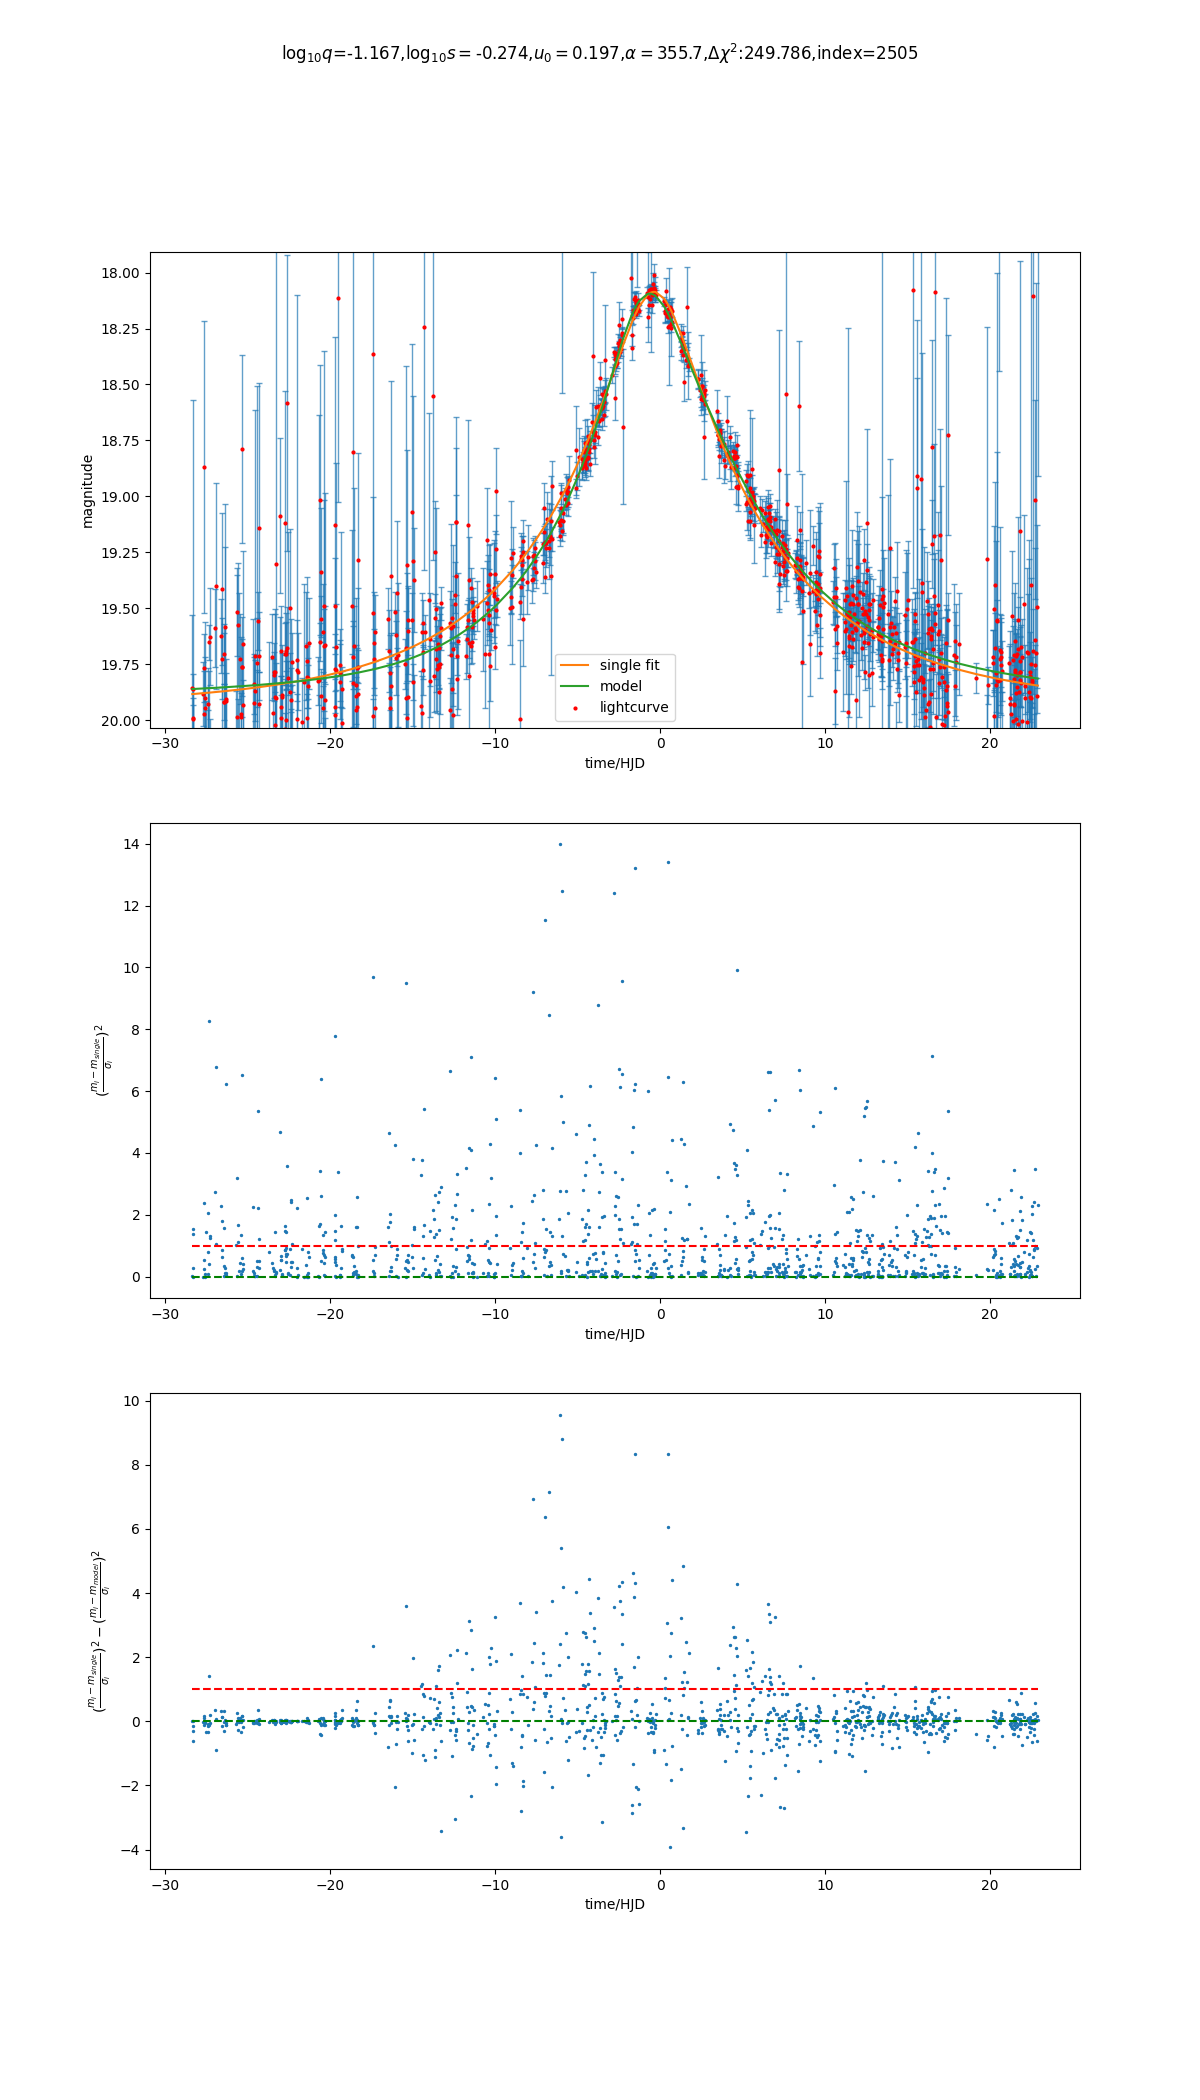 log₁₀q=-1.167,log₁₀s = -0.274,u₀ = 0.197,α = 355.7,Δχ²:249.786,index=2505
18.00
18.25
18.50
18.75
19.00
19.25
19.50
19.75
20.00
magnitude
single fit
model
lightcurve
−30 −20 −10 0 10 20
time/HJD
14
12
10
8
6
4
2
0
(mᵢ − m_single / σᵢ)²
−30 −20 −10 0 10 20
time/HJD
10
8
6
4
2
0
−2
−4
(mᵢ − m_single / σᵢ)² − (mᵢ − m_model / σᵢ)²
−30 −20 −10 0 10 20
time/HJD